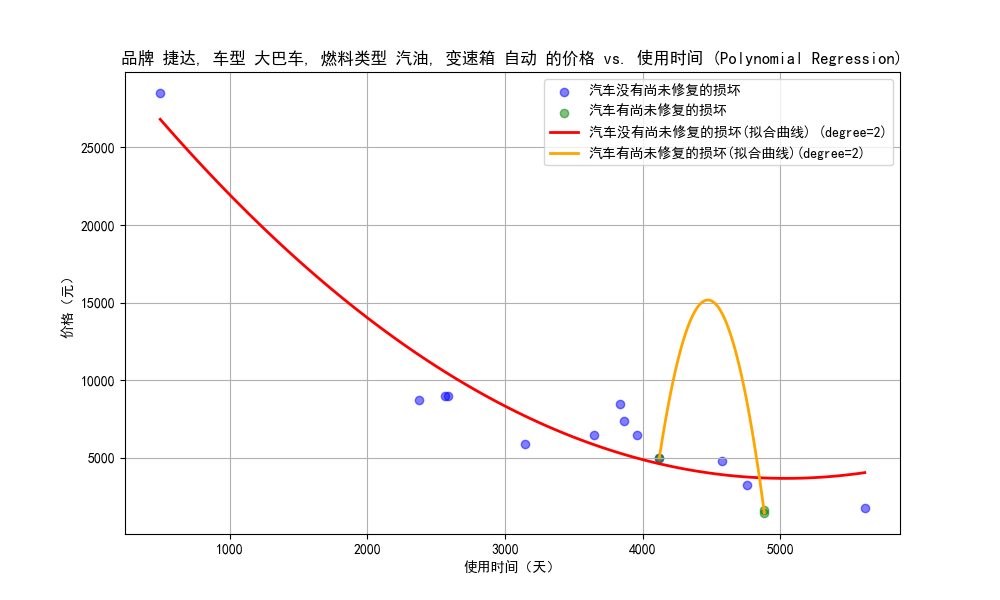 品牌 捷达, 车型 大巴车, 燃料类型 汽油, 变速箱 自动 的价格 vs. 使用时间 (Polynomial Regression)
汽车没有尚未修复的损坏
汽车有尚未修复的损坏
汽车没有尚未修复的损坏(拟合曲线) (degree=2)
汽车有尚未修复的损坏(拟合曲线)(degree=2)
价格（元）
25000
20000
15000
10000
5000
1000 2000 3000 4000 5000
使用时间（天）